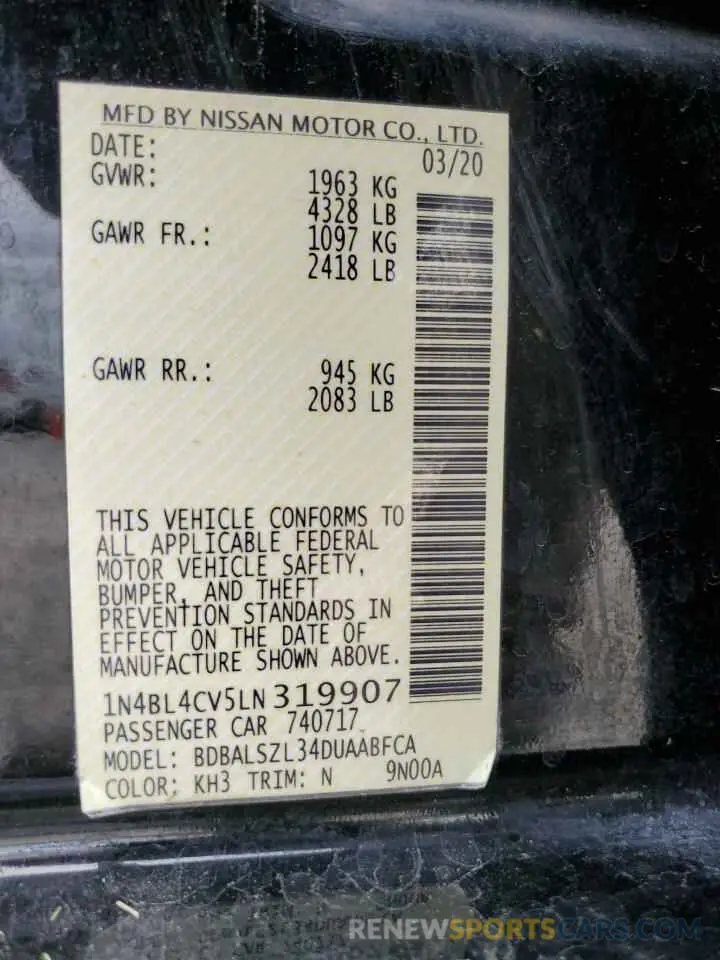 MFD BY NISSAN MOTOR CO., LTD.
DATE: 03/20
GVWR: 1963 KG
4328 LB
GAWR FR.: 1097 KG
2418 LB
GAWR RR.: 945 KG
2083 LB
THIS VEHICLE CONFORMS TO
ALL APPLICABLE FEDERAL
MOTOR VEHICLE SAFETY,
BUMPER, AND THEFT
PREVENTION STANDARDS IN
EFFECT ON THE DATE OF
MANUFACTURE SHOWN ABOVE.
1N4BL4CV5LN319907
PASSENGER CAR 740717
MODEL: BDBALSZL34DUAABFCA
COLOR: KH3 TRIM: N 9N00A
RENEWSPORTSCARS.COM